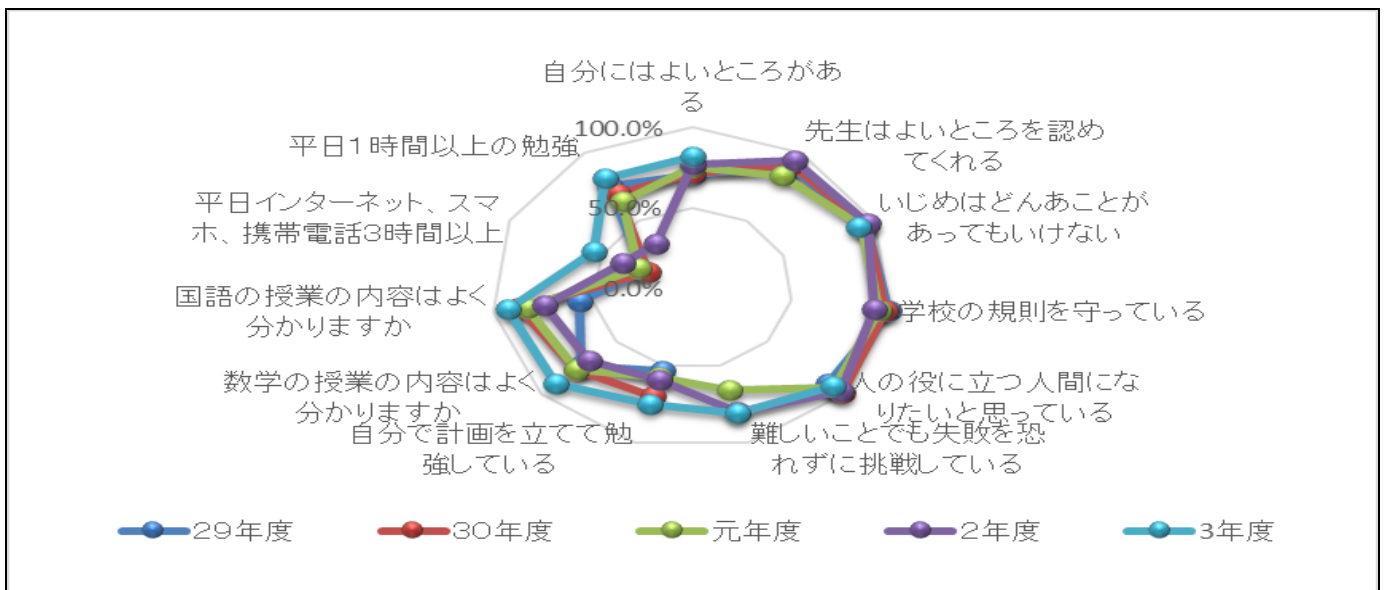 自分にはよいところがあ
る
100.0%
先生はよいところを認め
てくれる
平日1時間以上の勉強
平日インターネット、スマ
ホ、携帯電話3時間以上
50.0%
いじめはどんあことが
あってもいけない
0.0%
国語の授業の内容はよく
分かりますか
学校の規則を守っている
数学の授業の内容はよく
分かりますか
人の役に立つ人間にな
りたいと思っている
自分で計画を立てて勉
強している
難しいことでも失敗を恐
れずに挑戦している
29年度
30年度
元年度
2年度
3年度